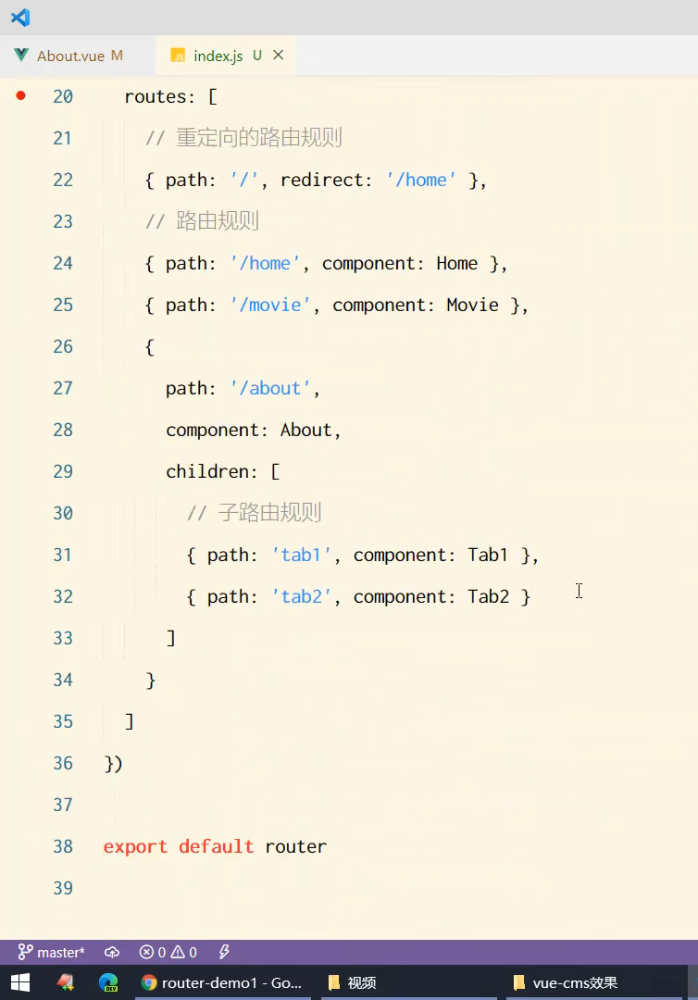 About.vue M
JS index.js U
20 routes: [
21 // 重定向的路由规则
22 { path: '/', redirect: '/home' },
23 // 路由规则
24 { path: '/home', component: Home },
25 { path: '/movie', component: Movie },
26 {
27 path: '/about',
28 component: About,
29 children: [
30 // 子路由规则
31 { path: 'tab1', component: Tab1 },
32 { path: 'tab2', component: Tab2 }
33 ]
34 }
35 ]
36 })
37
38 export default router
39
master* 0 0
DEV router-demo1 - Go... 视频 vue-cms效果